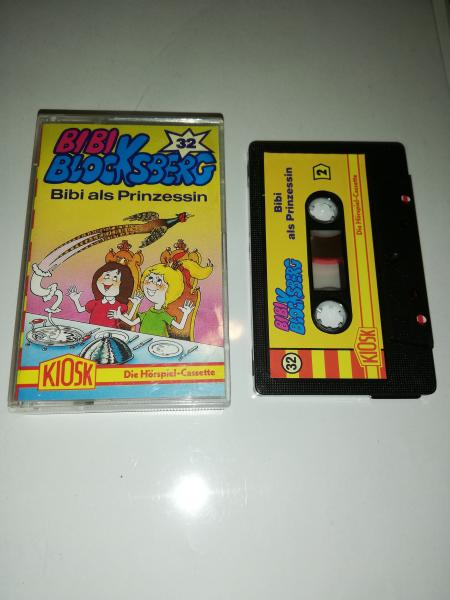 BIBI
BLOCKSBERG
32
Bibi als Prinzessin
KIOSK
Die Hörspiel-Cassette
BIBI
BLOCKSBERG
32
Bibi
als Prinzessin
2
Die Hörspiel-Cassette
KIOSK